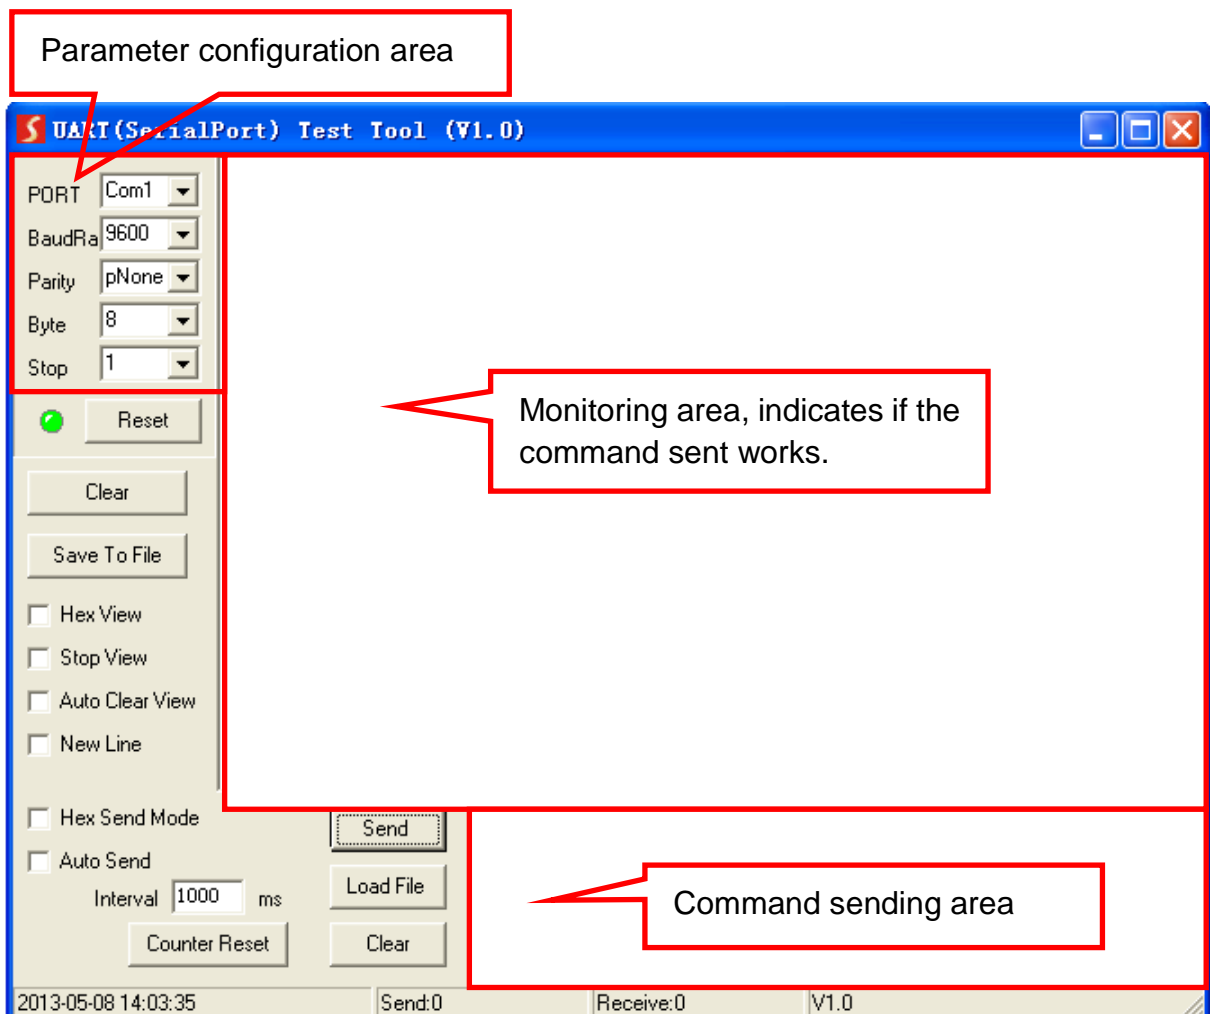 Parameter configuration area
UART(SerialPort) Test Tool (V1.0)
PORT Com1
BaudRa 9600
Parity pNone
Byte 8
Stop 1
Reset
Monitoring area, indicates if the
command sent works.
Clear
Save To File
Hex View
Stop View
Auto Clear View
New Line
Hex Send Mode
Send
Auto Send
Load File
Interval 1000 ms
Command sending area
Counter Reset
Clear
2013-05-08 14:03:35 Send:0 Receive:0 V1.0